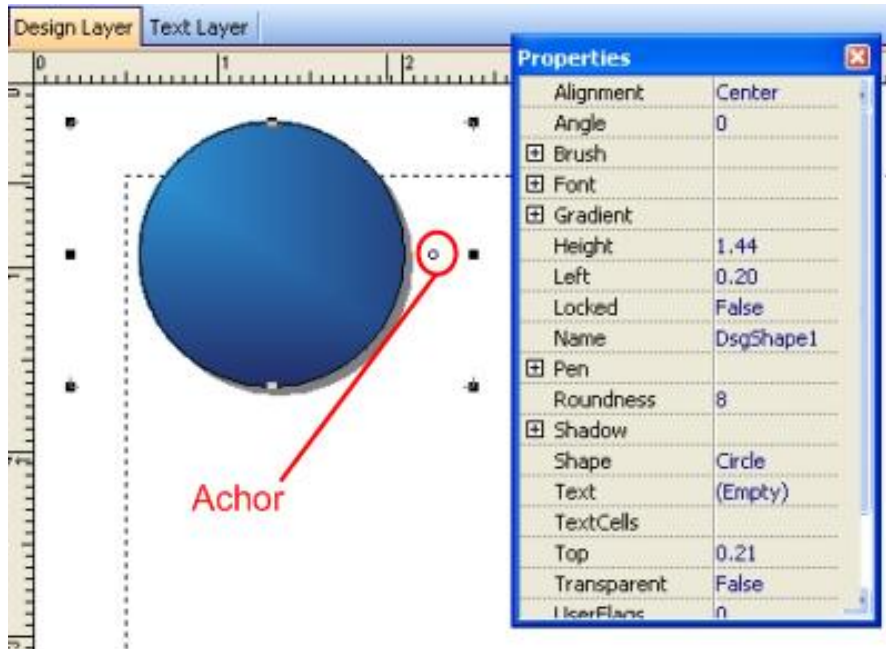 Design Layer Text Layer
0 1 2
Properties
Alignment Center
Angle 0
Brush
Font
Gradient
Height 1.44
Left 0.20
Locked False
Name DsgShape1
Pen
Roundness 8
Shadow
Shape Circle
Text (Empty)
TextCells
Top 0.21
Transparent False
UserFlags 0
Achor